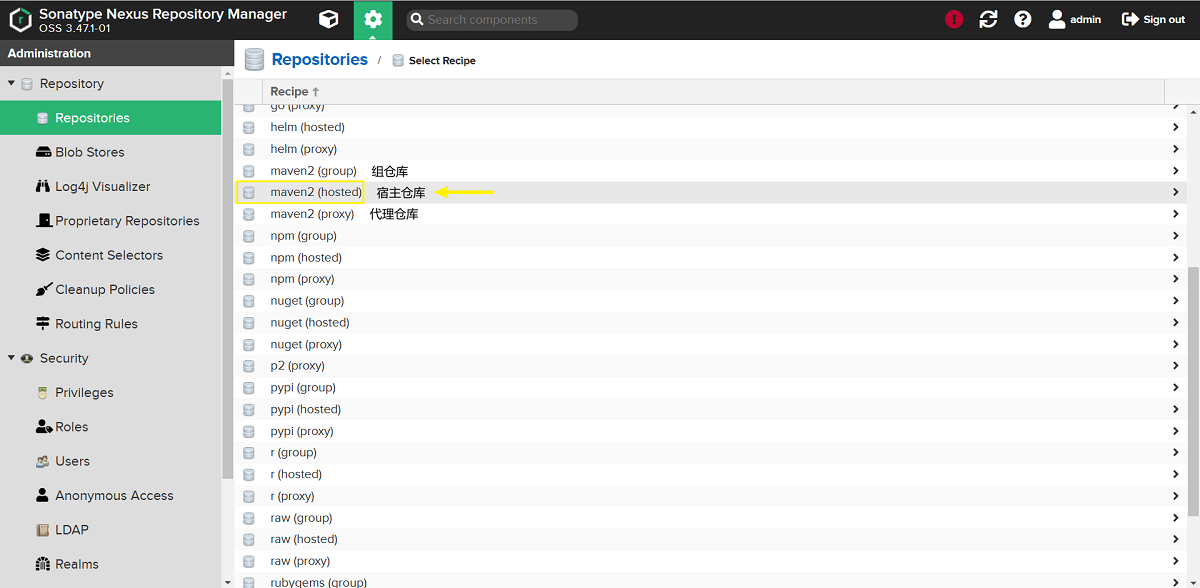 Sonatype Nexus Repository Manager
OSS 3.47.1-01
Search components
admin
Sign out
Administration
Repository
Repositories
Blob Stores
Log4j Visualizer
Proprietary Repositories
Content Selectors
Cleanup Policies
Routing Rules
Security
Privileges
Roles
Users
Anonymous Access
LDAP
Realms
Repositories / Select Recipe
Recipe
go (proxy)
helm (hosted)
helm (proxy)
maven2 (group) 组仓库
maven2 (hosted) 宿主仓库
maven2 (proxy) 代理仓库
npm (group)
npm (hosted)
npm (proxy)
nuget (group)
nuget (hosted)
nuget (proxy)
p2 (proxy)
pypi (group)
pypi (hosted)
pypi (proxy)
r (group)
r (hosted)
r (proxy)
raw (group)
raw (hosted)
raw (proxy)
rubygems (group)